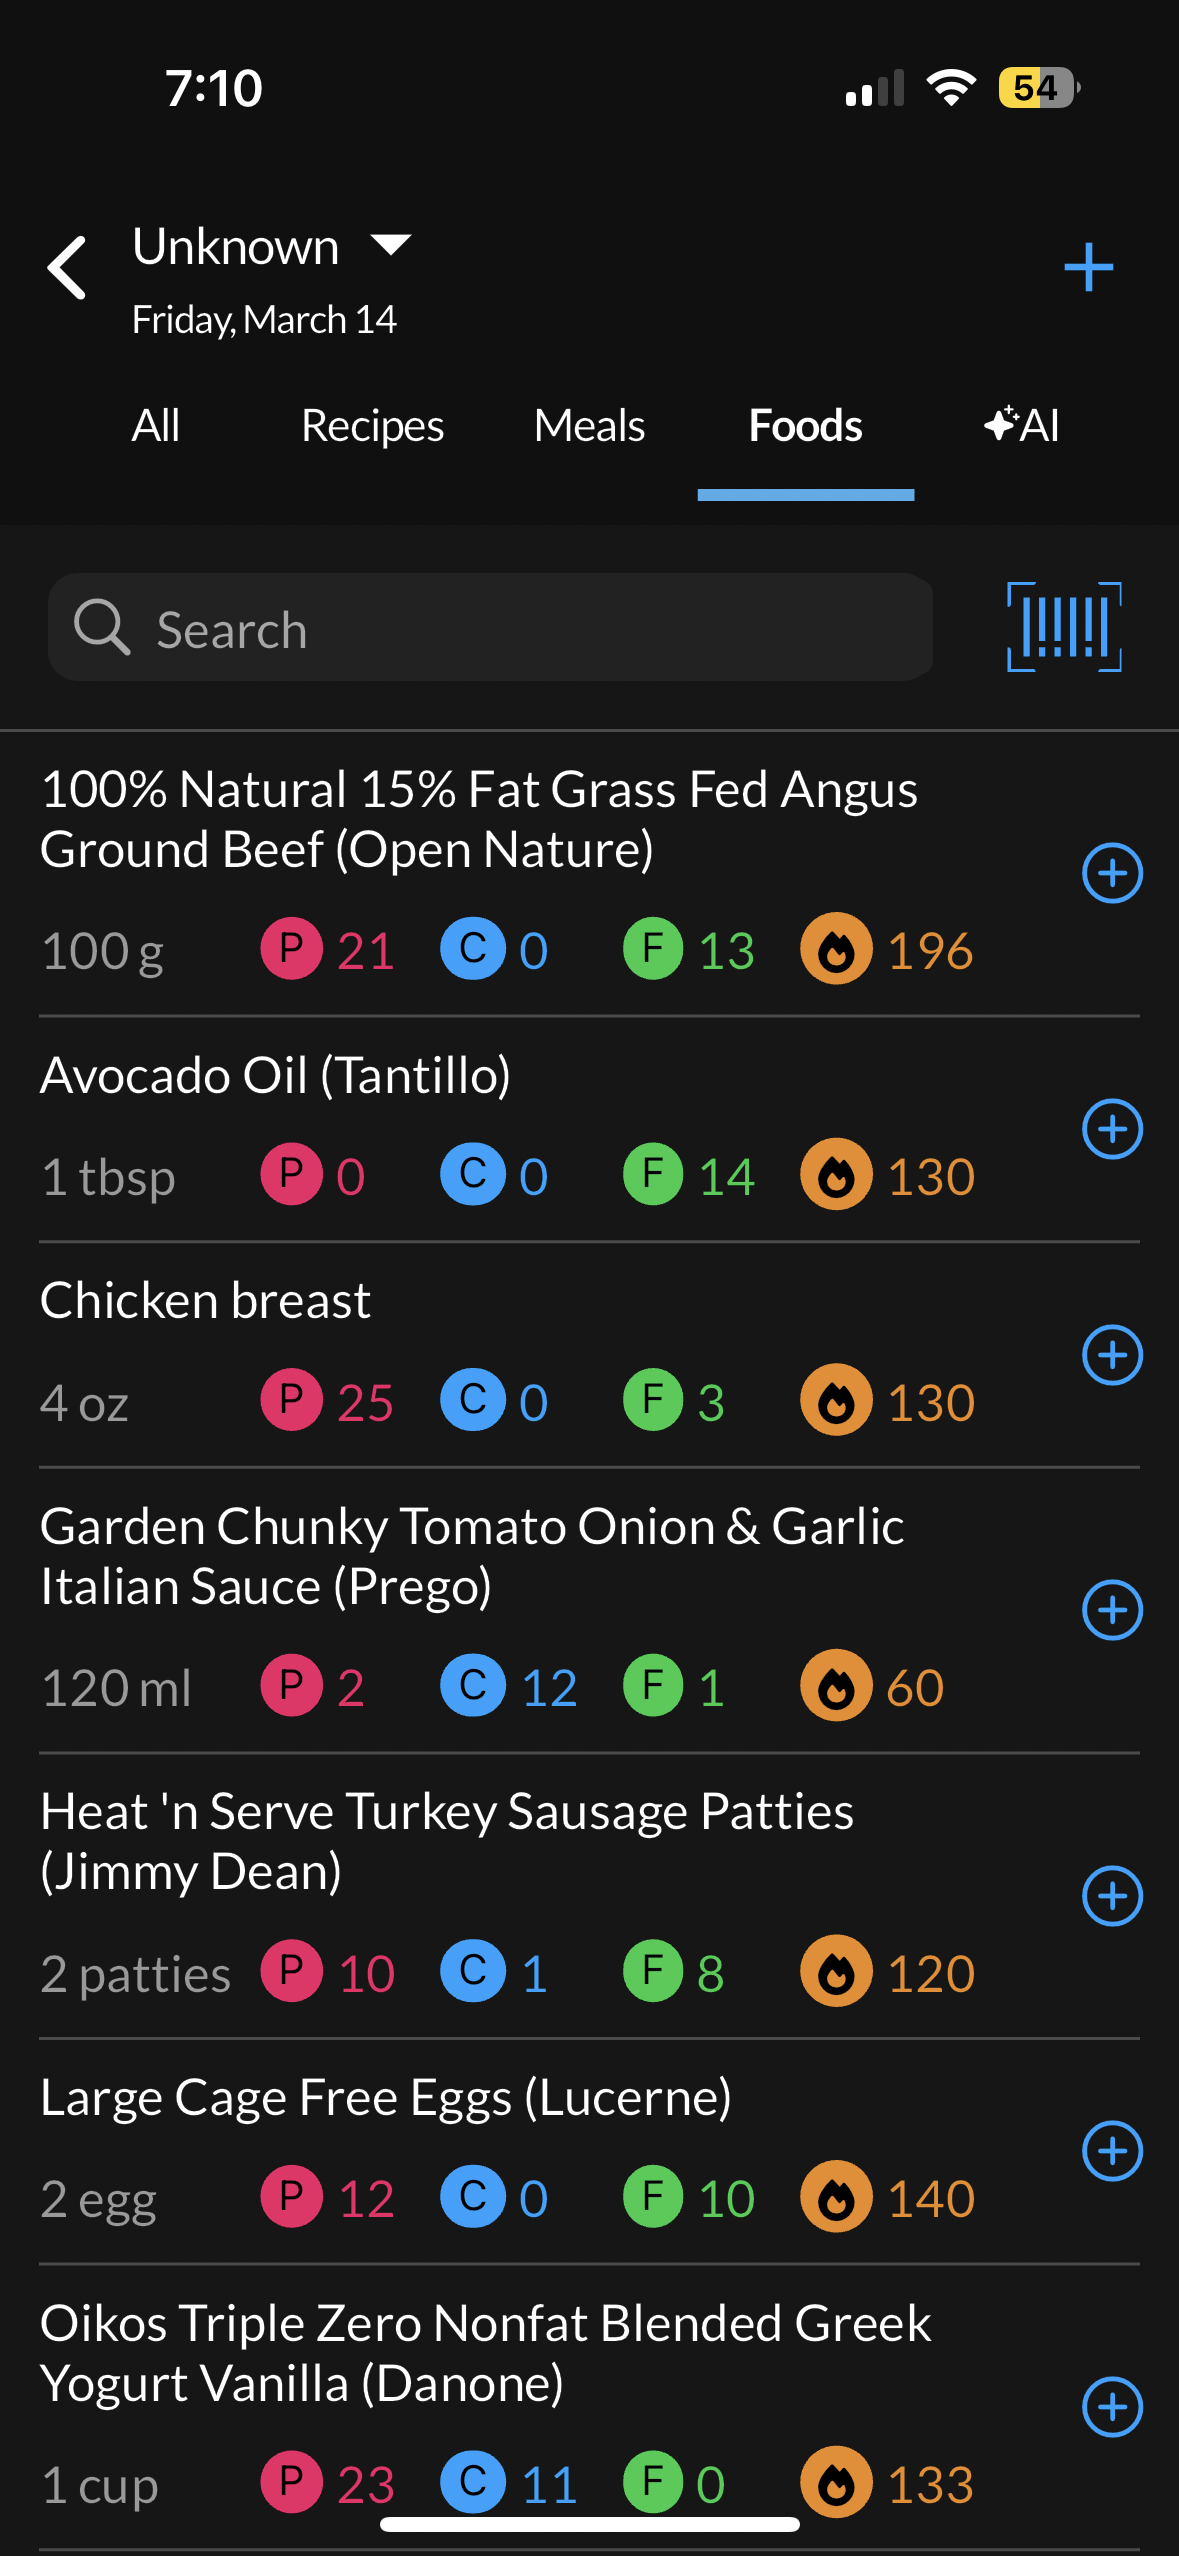 7:10
54
Unknown
Friday, March 14
All Recipes Meals Foods AI
Search
100% Natural 15% Fat Grass Fed Angus
Ground Beef (Open Nature)
100 g P 21 C 0 F 13 196
Avocado Oil (Tantillo)
1 tbsp P 0 C 0 F 14 130
Chicken breast
4 oz P 25 C 0 F 3 130
Garden Chunky Tomato Onion & Garlic
Italian Sauce (Prego)
120 ml P 2 C 12 F 1 60
Heat 'n Serve Turkey Sausage Patties
(Jimmy Dean)
2 patties P 10 C 1 F 8 120
Large Cage Free Eggs (Lucerne)
2 egg P 12 C 0 F 10 140
Oikos Triple Zero Nonfat Blended Greek
Yogurt Vanilla (Danone)
1 cup P 23 C 11 F 0 133